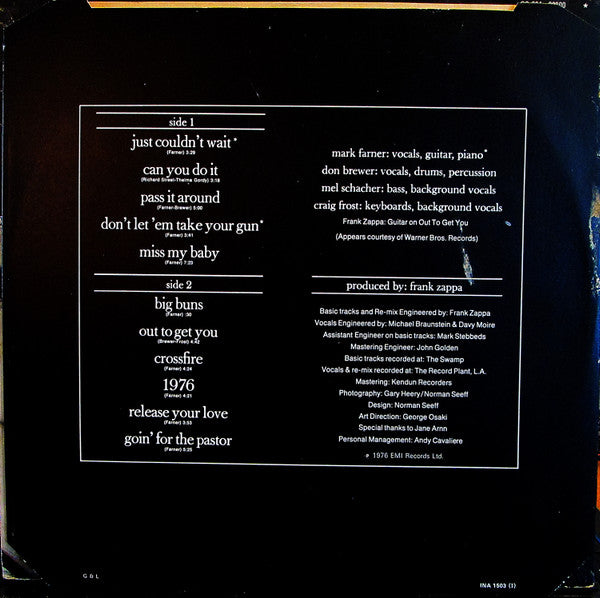 side 1
just couldn't wait*
(Farner) 3:29
can you do it
(Richard Street-Thelma Gordy) 3:18
pass it around
(Farner-Brewer) 5:00
don't let 'em take your gun*
(Farner) 3:41
miss my baby
(Farner) 7:23
side 2
big buns
(Farner) :30
out to get you
(Brewer-Frost) 4:42
crossfire
(Farner) 4:24
1976
(Farner) 4:21
release your love
(Farner) 3:53
goin' for the pastor
(Farner) 5:25
mark farner: vocals, guitar, piano*
don brewer: vocals, drums, percussion
mel schacher: bass, background vocals
craig frost: keyboards, background vocals
Frank Zappa: Guitar on Out To Get You
(Appears courtesy of Warner Bros. Records)
produced by: frank zappa
Basic tracks and Re-mix Engineered by: Frank Zappa
Vocals Engineered by: Michael Braunstein & Davy Moire
Assistant Engineer on basic tracks: Mark Stebbeds
Mastering Engineer: John Golden
Basic tracks recorded at: The Swamp
Vocals & re-mix recorded at: The Record Plant, L.A.
Mastering: Kendun Recorders
Photography: Gary Heery/Norman Seeff
Design: Norman Seeff
Art Direction: George Osaki
Special thanks to Jane Arnn
Personal Management: Andy Cavaliere
℗ 1976 EMI Records Ltd.
G & L
INA 1503 (1)